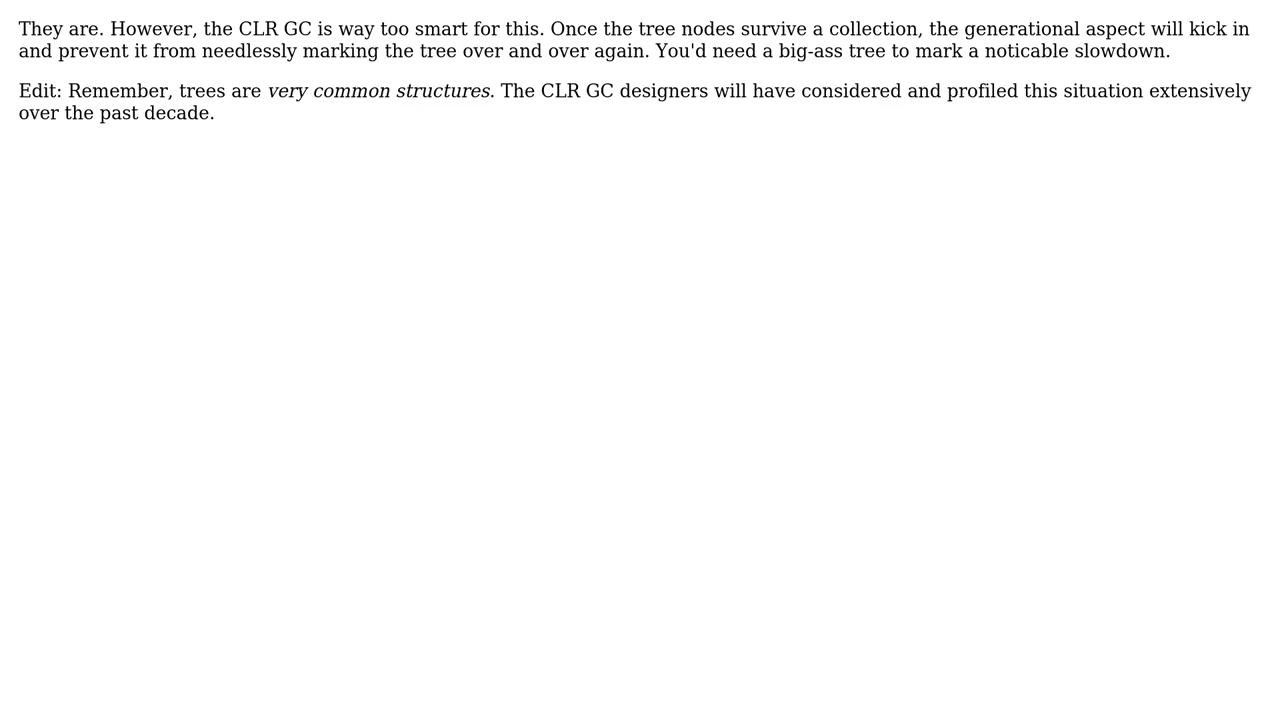 They are. However, the CLR GC is way too smart for this. Once the tree nodes survive a collection, the generational aspect will kick in
and prevent it from needlessly marking the tree over and over again. You'd need a big-ass tree to mark a noticable slowdown.
Edit: Remember, trees are very common structures. The CLR GC designers will have considered and profiled this situation extensively
over the past decade.